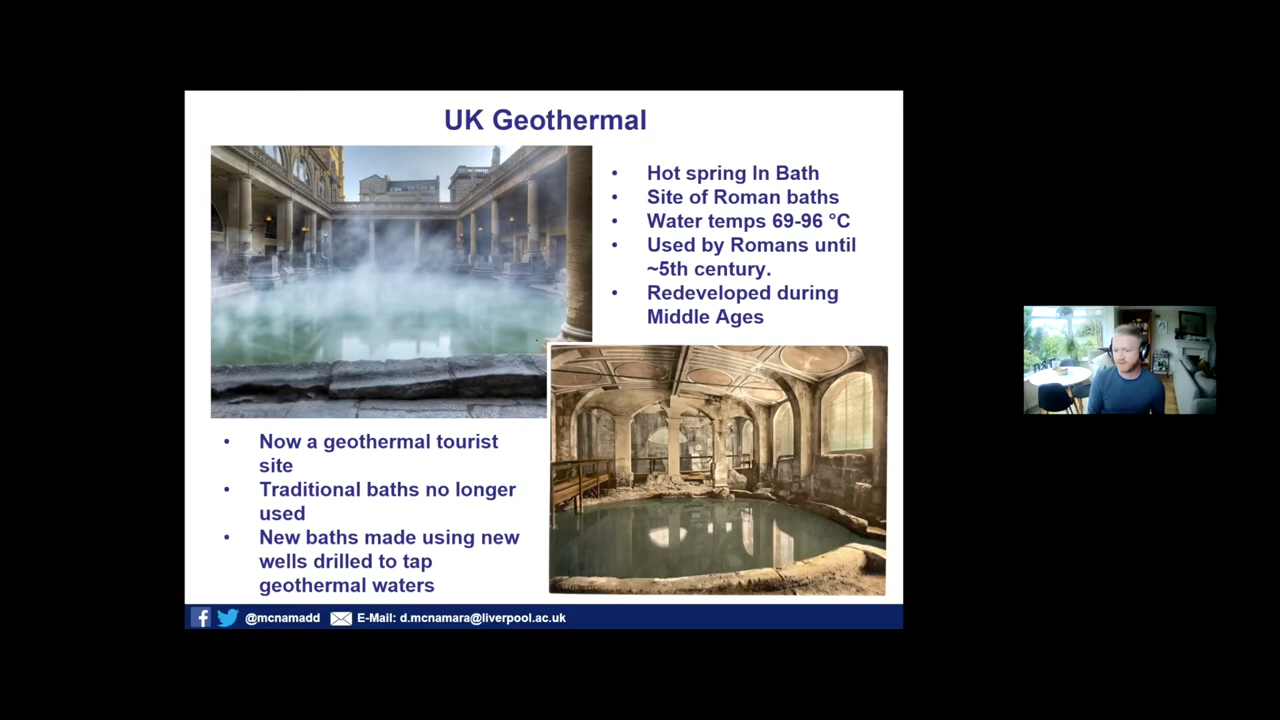 UK Geothermal
• Hot spring In Bath
• Site of Roman baths
• Water temps 69-96 °C
• Used by Romans until
~5th century.
• Redeveloped during
Middle Ages
• Now a geothermal tourist
site
• Traditional baths no longer
used
• New baths made using new
wells drilled to tap
geothermal waters
@mcnamadd E-Mail: d.mcnamara@liverpool.ac.uk